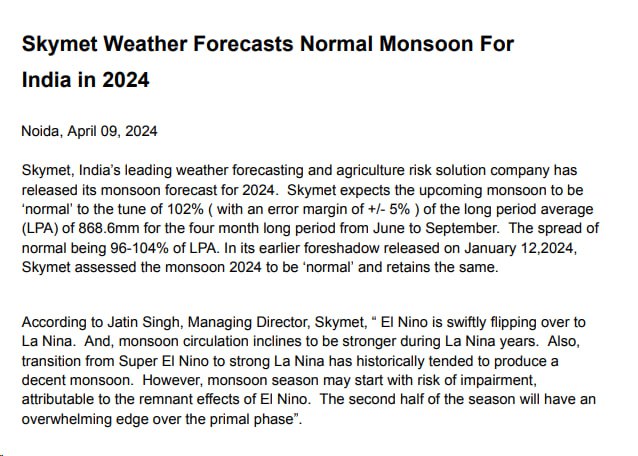 Skymet Weather Forecasts Normal Monsoon For
India in 2024
Noida, April 09, 2024
Skymet, India’s leading weather forecasting and agriculture risk solution company has
released its monsoon forecast for 2024.  Skymet expects the upcoming monsoon to be
‘normal’ to the tune of 102% ( with an error margin of +/- 5% ) of the long period average
(LPA) of 868.6mm for the four month long period from June to September.  The spread of
normal being 96-104% of LPA. In its earlier foreshadow released on January 12,2024,
Skymet assessed the monsoon 2024 to be ‘normal’ and retains the same.
According to Jatin Singh, Managing Director, Skymet, “ El Nino is swiftly flipping over to
La Nina.  And, monsoon circulation inclines to be stronger during La Nina years.  Also,
transition from Super El Nino to strong La Nina has historically tended to produce a
decent monsoon.  However, monsoon season may start with risk of impairment,
attributable to the remnant effects of El Nino.  The second half of the season will have an
overwhelming edge over the primal phase”.